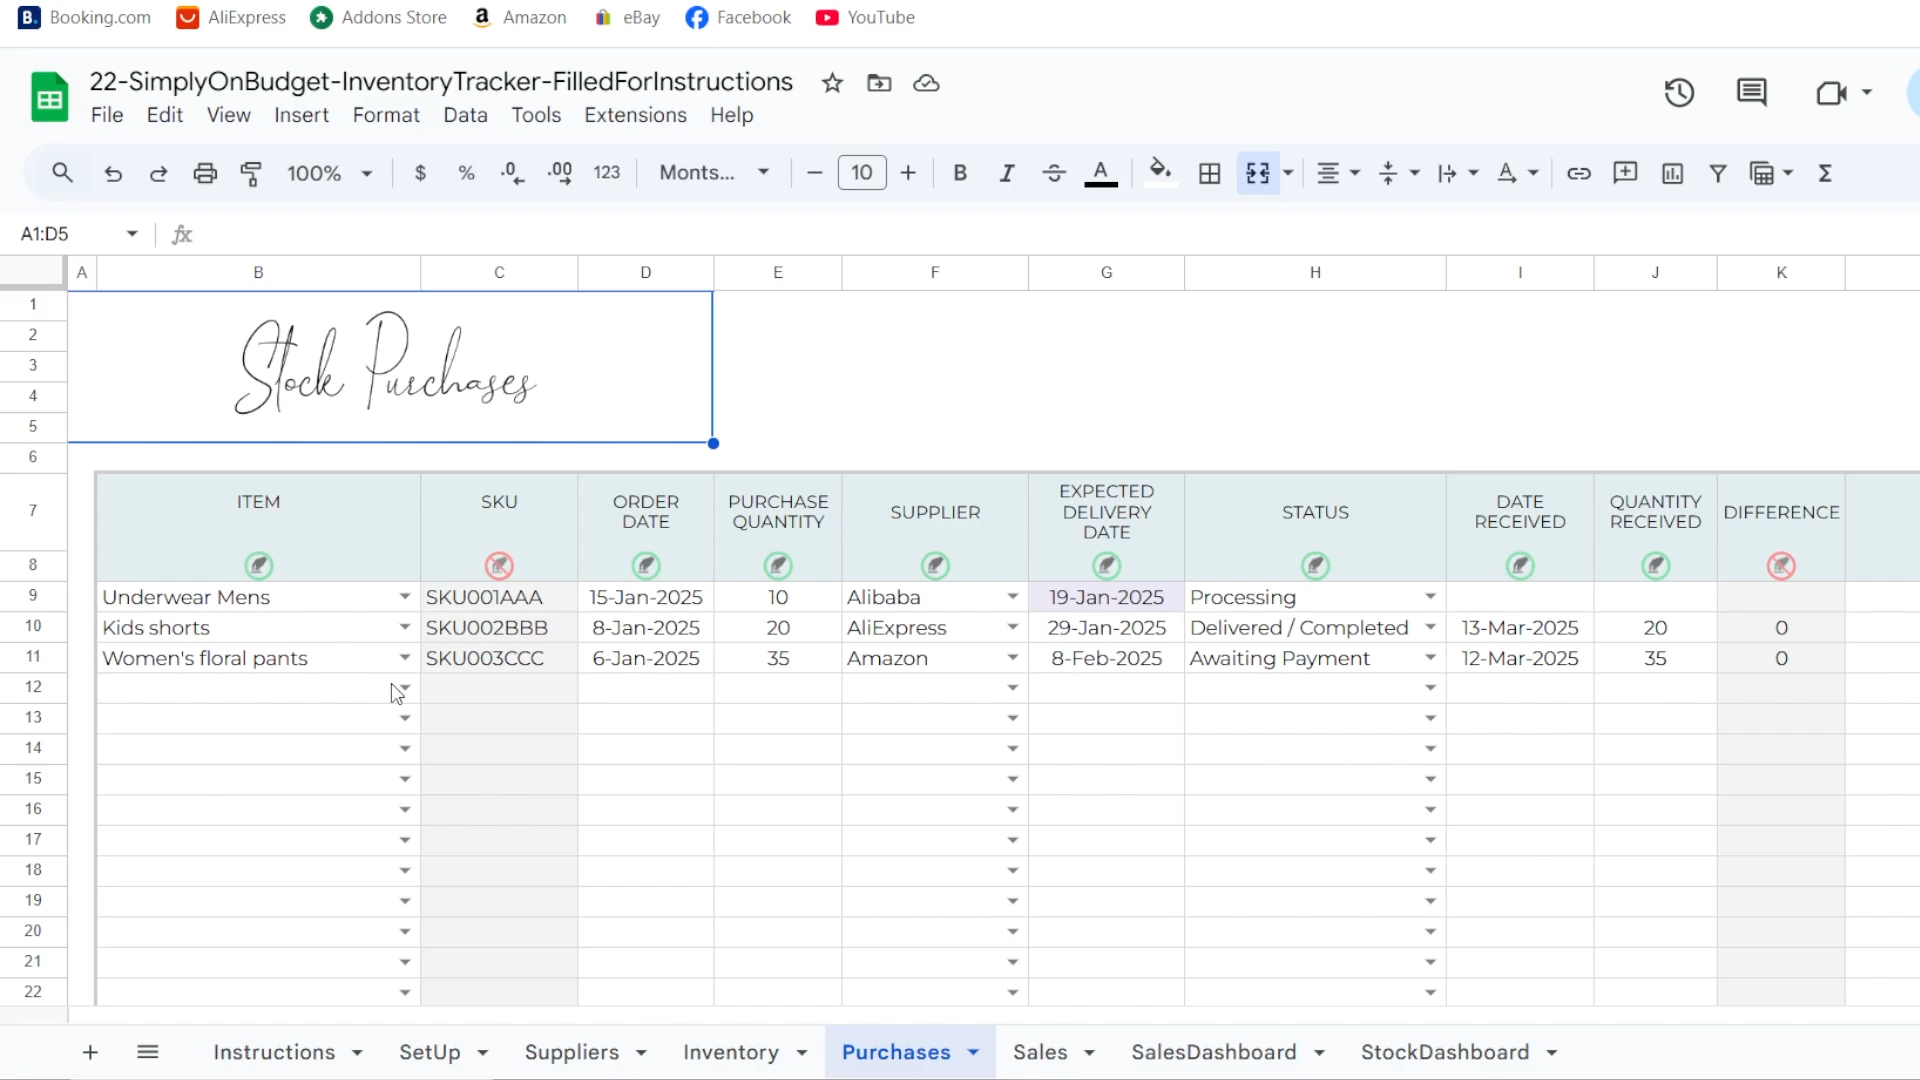 Booking.com AliExpress Addons Store Amazon eBay Facebook YouTube
22-SimplyOnBudget-InventoryTracker-FilledForInstructions
File Edit View Insert Format Data Tools Extensions Help
100% $ % .0 .00 123 Monts... 10 B I A
A1:D5 fx
A B C D E F G H I J K
1
2
3
4
5
Stock Purchases
6
7 ITEM SKU ORDER DATE PURCHASE QUANTITY SUPPLIER EXPECTED DELIVERY DATE STATUS DATE RECEIVED QUANTITY RECEIVED DIFFERENCE
8
9 Underwear Mens SKU001AAA 15-Jan-2025 10 Alibaba 19-Jan-2025 Processing
10 Kids shorts SKU002BBB 8-Jan-2025 20 AliExpress 29-Jan-2025 Delivered / Completed 13-Mar-2025 20 0
11 Women's floral pants SKU003CCC 6-Jan-2025 35 Amazon 8-Feb-2025 Awaiting Payment 12-Mar-2025 35 0
12
13
14
15
16
17
18
19
20
21
22
Instructions SetUp Suppliers Inventory Purchases Sales SalesDashboard StockDashboard